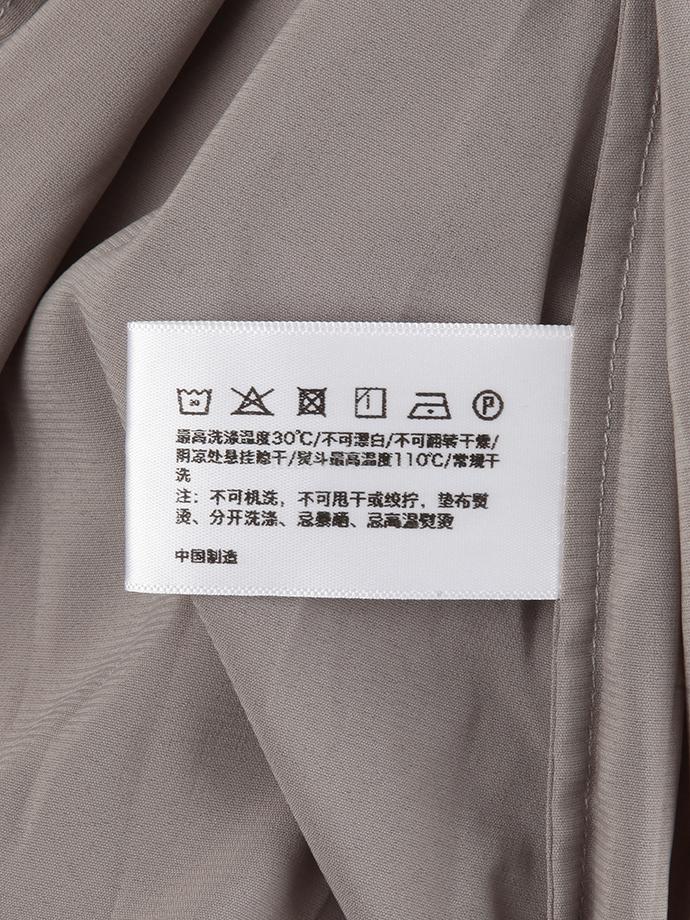 30 P
最高洗涤温度30℃/不可漂白/不可翻转干燥/
阴凉处悬挂晾干/熨斗最高温度110℃/常规干
洗
注：不可机洗，不可甩干或绞拧，垫布熨
烫、分开洗涤、忌暴晒、忌高温熨烫
中国制造